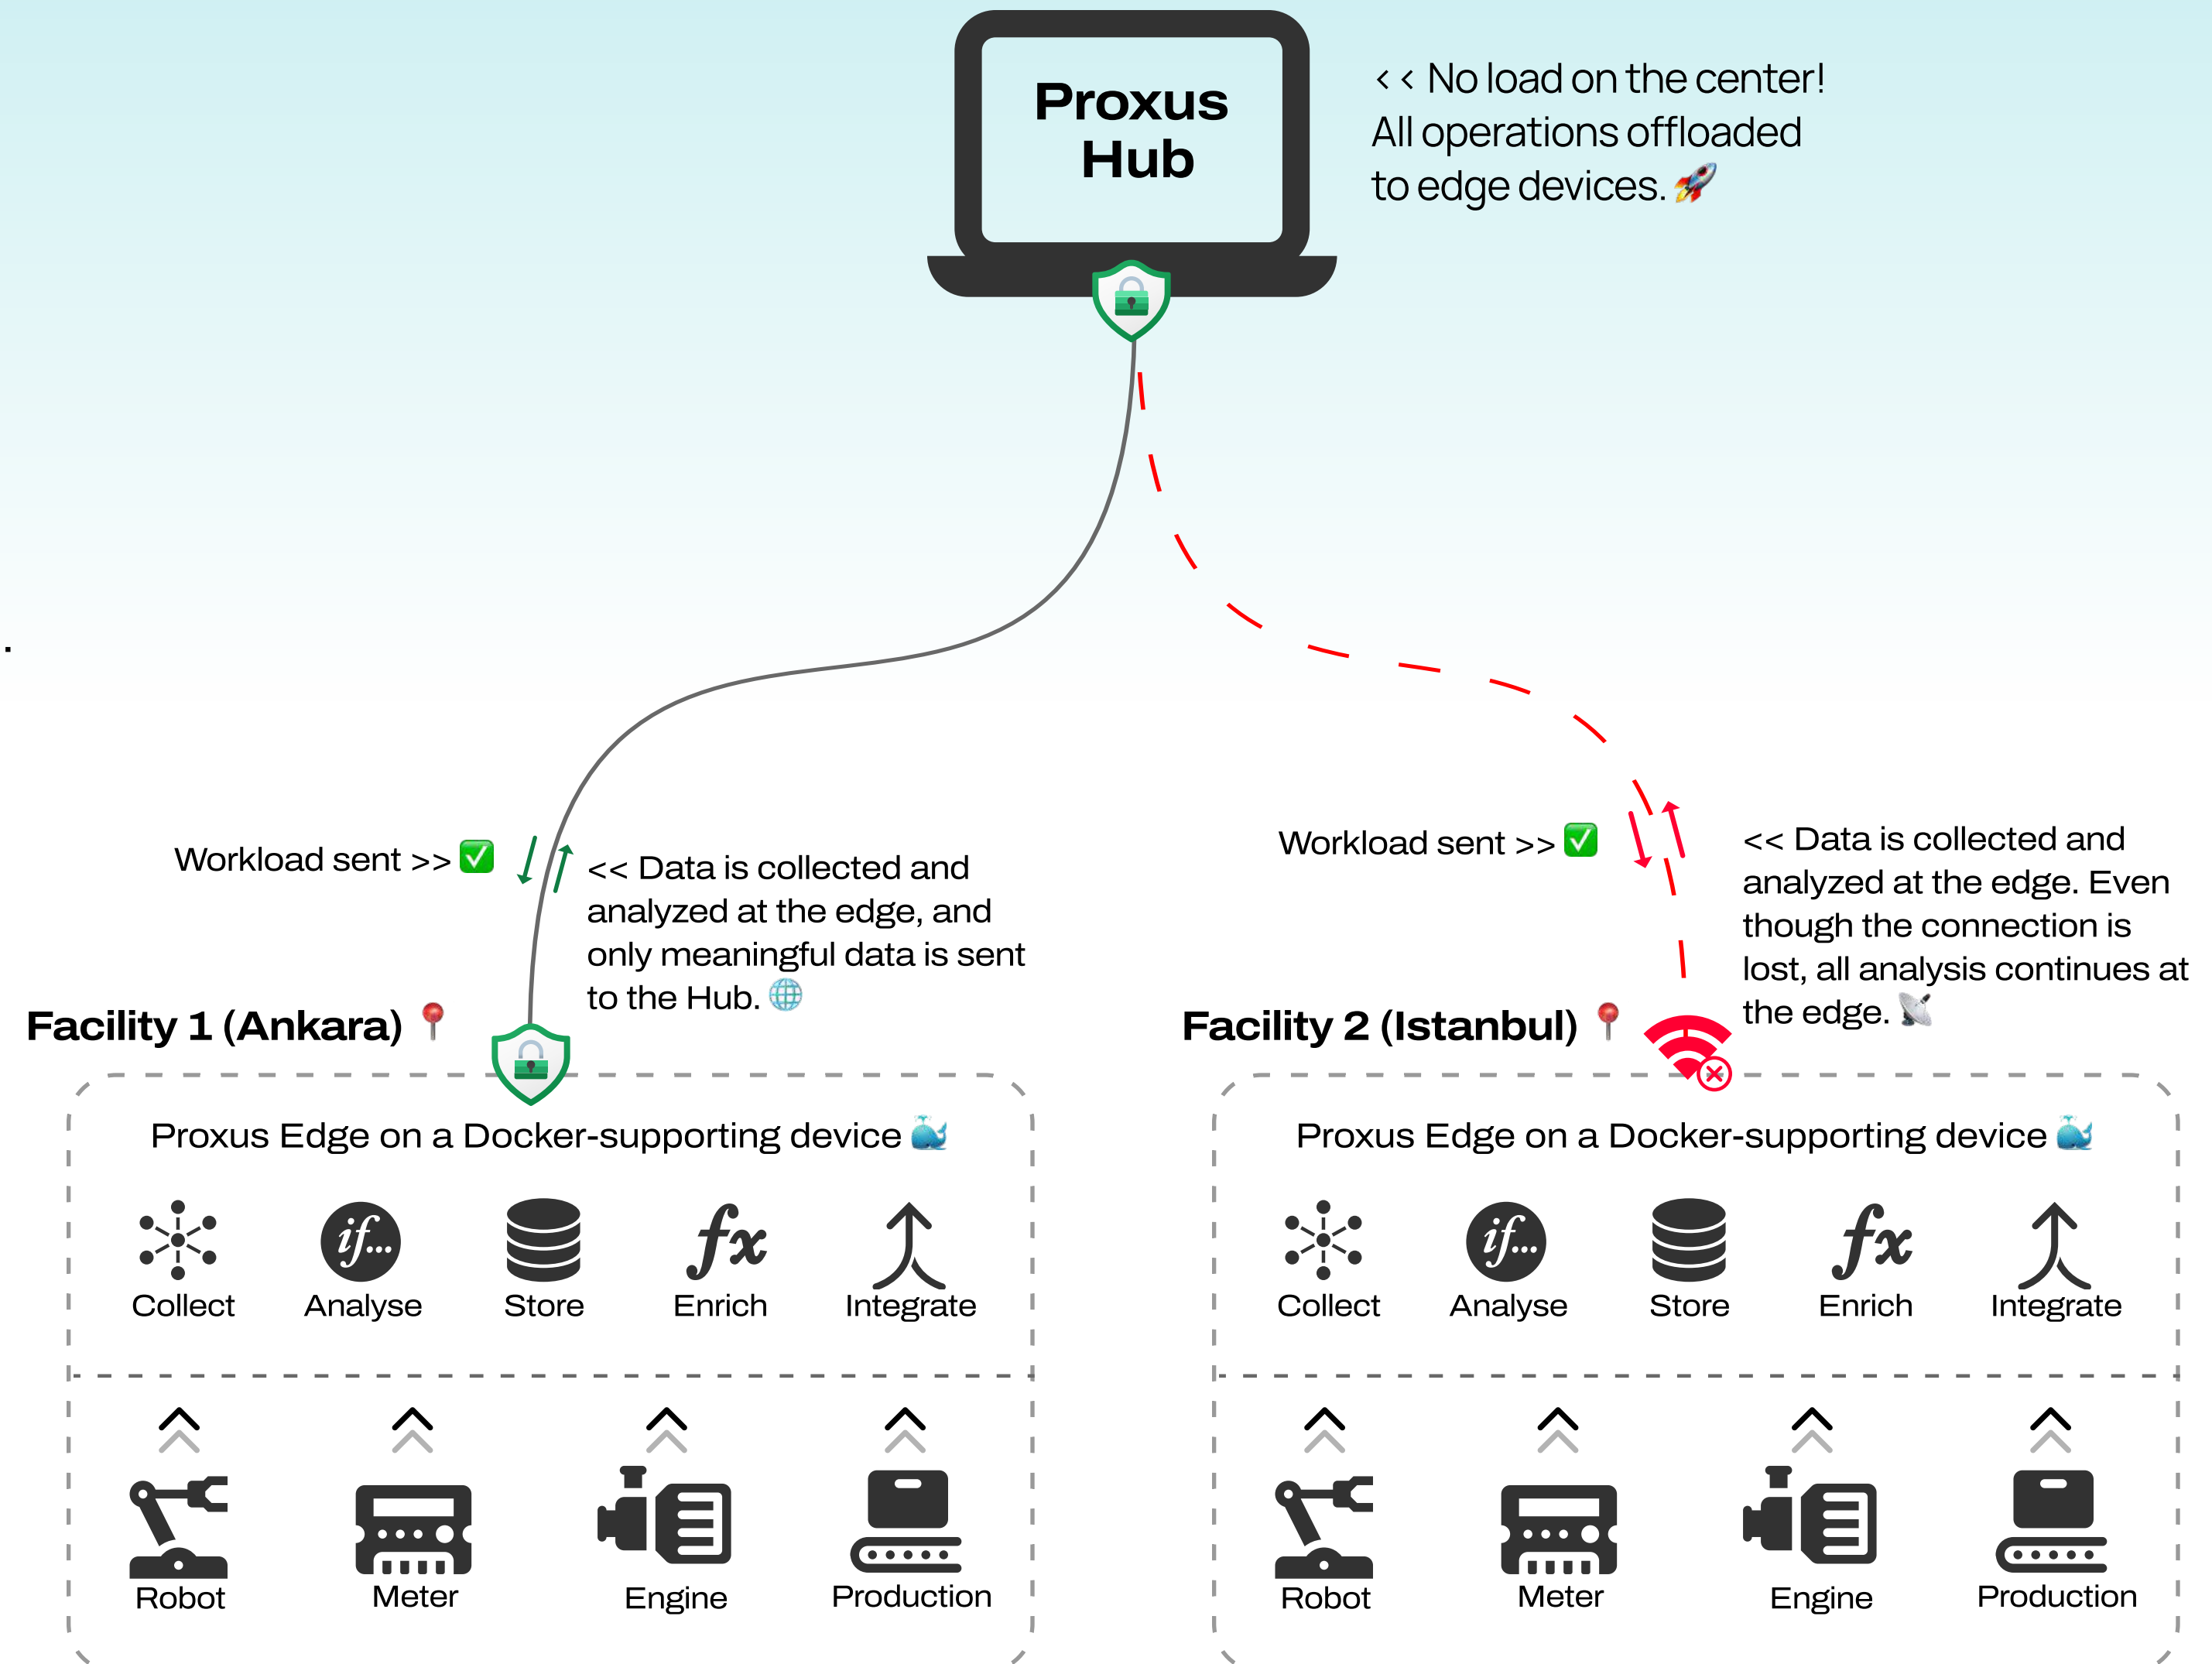 Proxus
Hub
< < No load on the center!
All operations offloaded
to edge devices. 🚀
.
Workload sent >> ✅
<< Data is collected and
analyzed at the edge, and
only meaningful data is sent
to the Hub. 🌐
Workload sent >> ✅
<< Data is collected and
analyzed at the edge. Even
though the connection is
lost, all analysis continues at
the edge. 📡
Facility 1 (Ankara) 📍
Proxus Edge on a Docker-supporting device 🐳
if...
fx
Collect
Analyse
Store
Enrich
Integrate
Robot
Meter
Engine
Production
Facility 2 (Istanbul) 📍
Proxus Edge on a Docker-supporting device 🐳
if...
fx
Collect
Analyse
Store
Enrich
Integrate
Robot
Meter
Engine
Production